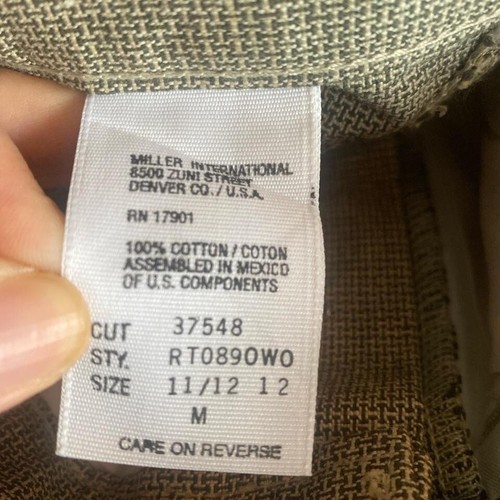 MILLER INTERNATIONAL
8500 ZUNI STREET
DENVER CO./U.S.A.
RN 17901
100% COTTON/COTON
ASSEMBLED IN MEXICO
OF U.S. COMPONENTS
CUT 37548
STY. RT0890WO
SIZE 11/12 12
M
CARE ON REVERSE